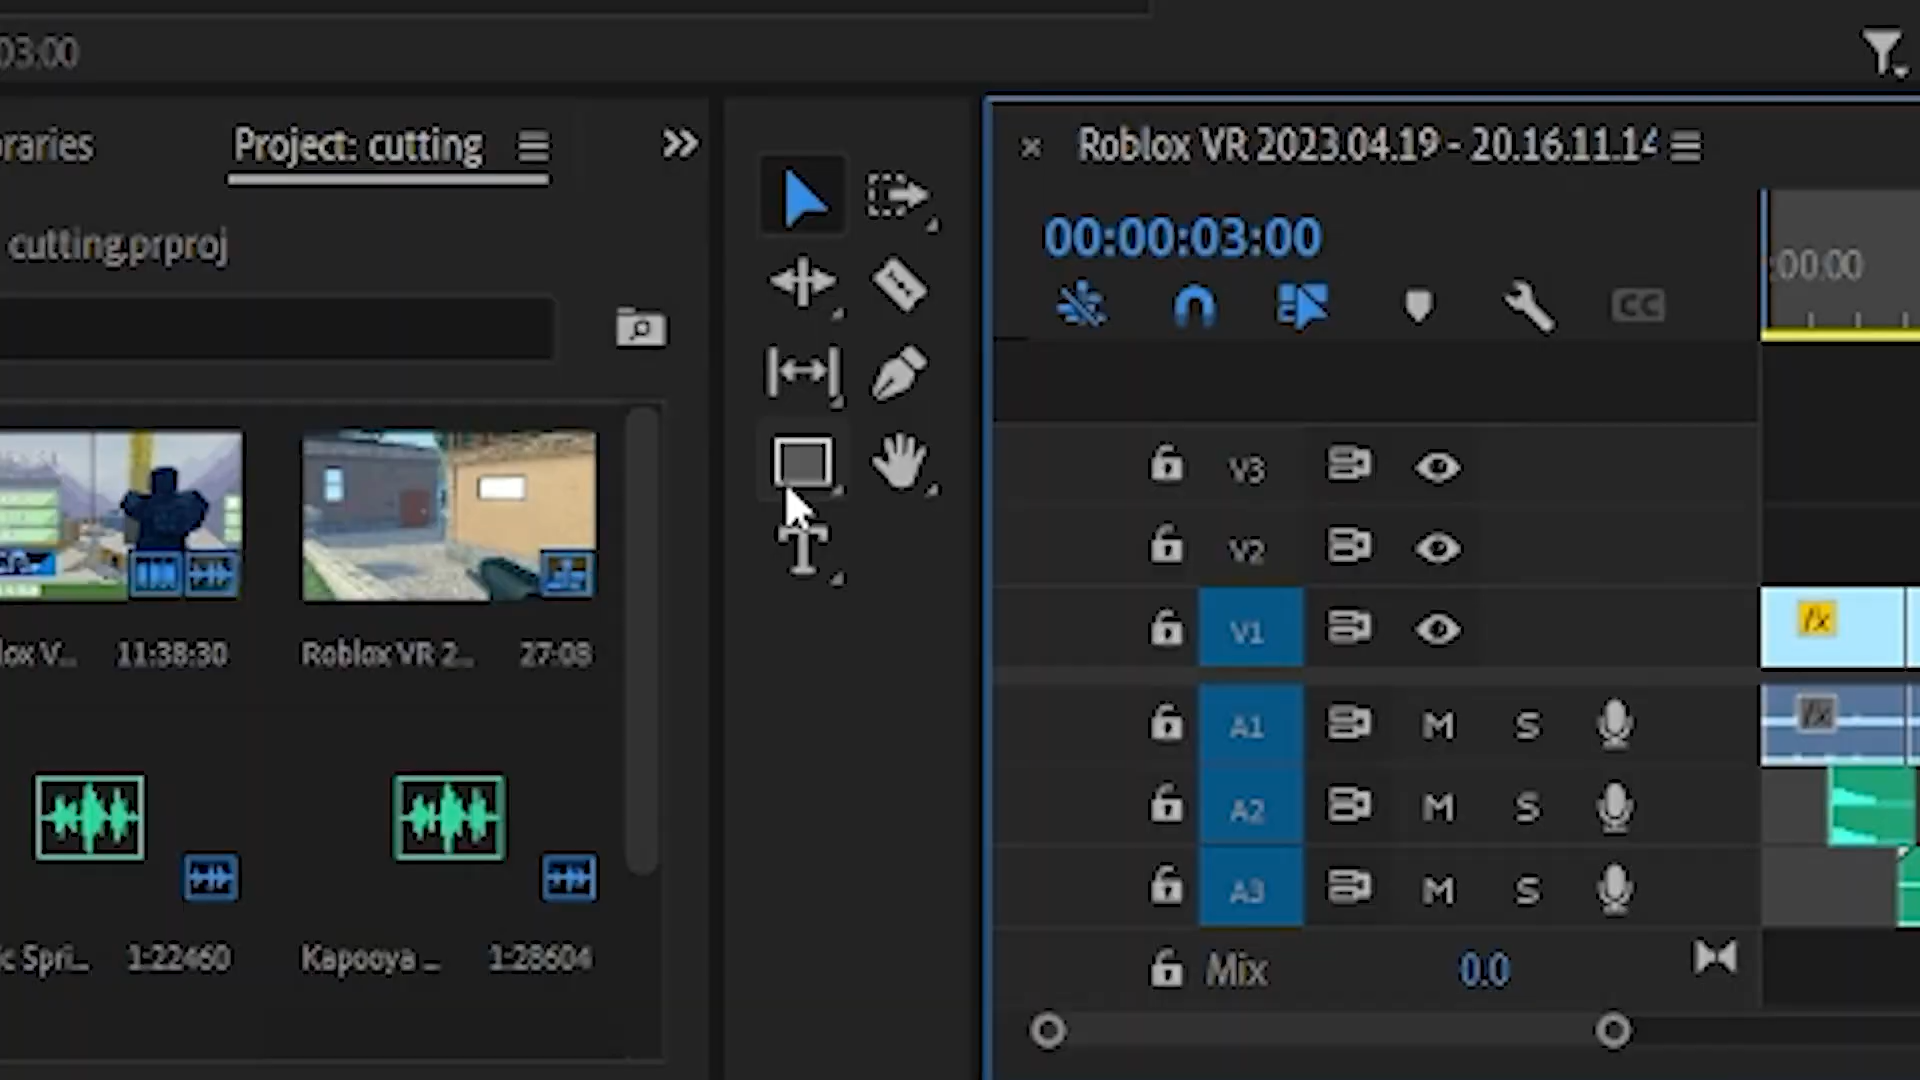 03:00
raries
Project: cutting
Roblox VR 2023.04.19 - 20.16.11.14
cutting.prproj
00:00:03:00
:00:00
CC
V3
V2
V1
fx
lox V...
11:38:30
Roblox VR 2...
27:03
A1
M
S
fx
A2
M
S
A3
M
S
c Spri...
1:22460
Kapooya ...
1:28604
Mix
0.0